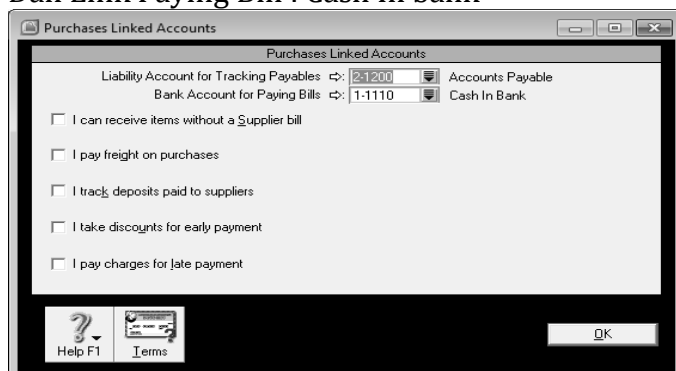 Dan Link Paying Bill : Cash In Bank
Purchases Linked Accounts
Purchases Linked Accounts
Liability Account for Tracking Payables ⇨: 2-1200 Accounts Payable
Bank Account for Paying Bills ⇨: 1-1110 Cash In Bank
I can receive items without a Supplier bill
I pay freight on purchases
I track deposits paid to suppliers
I take discounts for early payment
I pay charges for late payment
Help F1 Terms OK